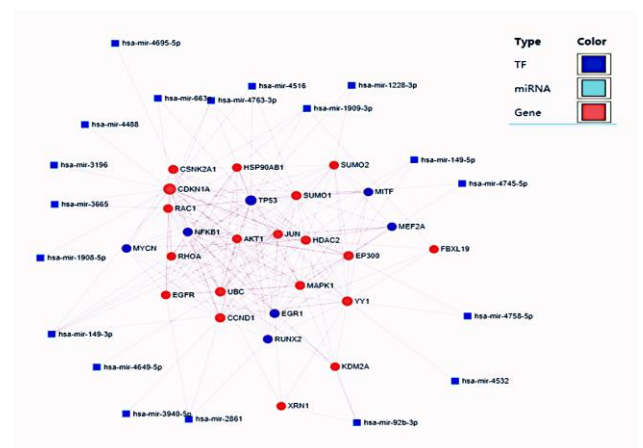 Type Color
TF
miRNA
Gene
hsa-mir-4695-5p
hsa-mir-4516
hsa-mir-1228-3p
hsa-mir-663a
hsa-mir-4763-3p
hsa-mir-1909-3p
hsa-mir-4488
hsa-mir-3196
hsa-mir-149-5p
CSNK2A1
HSP90AB1
SUMO2
hsa-mir-4745-5p
CDKN1A
MITF
SUMO1
TP53
hsa-mir-3665
RAC1
MEF2A
NFKB1
JUN
AKT1
HDAC2
MYCN
FBXL19
RHOA
EP300
hsa-mir-1908-5p
MAPK1
UBC
EGFR
YY1
EGR1
CCND1
hsa-mir-4758-5p
hsa-mir-149-3p
RUNX2
hsa-mir-4649-5p
KDM2A
hsa-mir-4532
XRN1
hsa-mir-3940-5p
hsa-mir-2861
hsa-mir-92b-3p